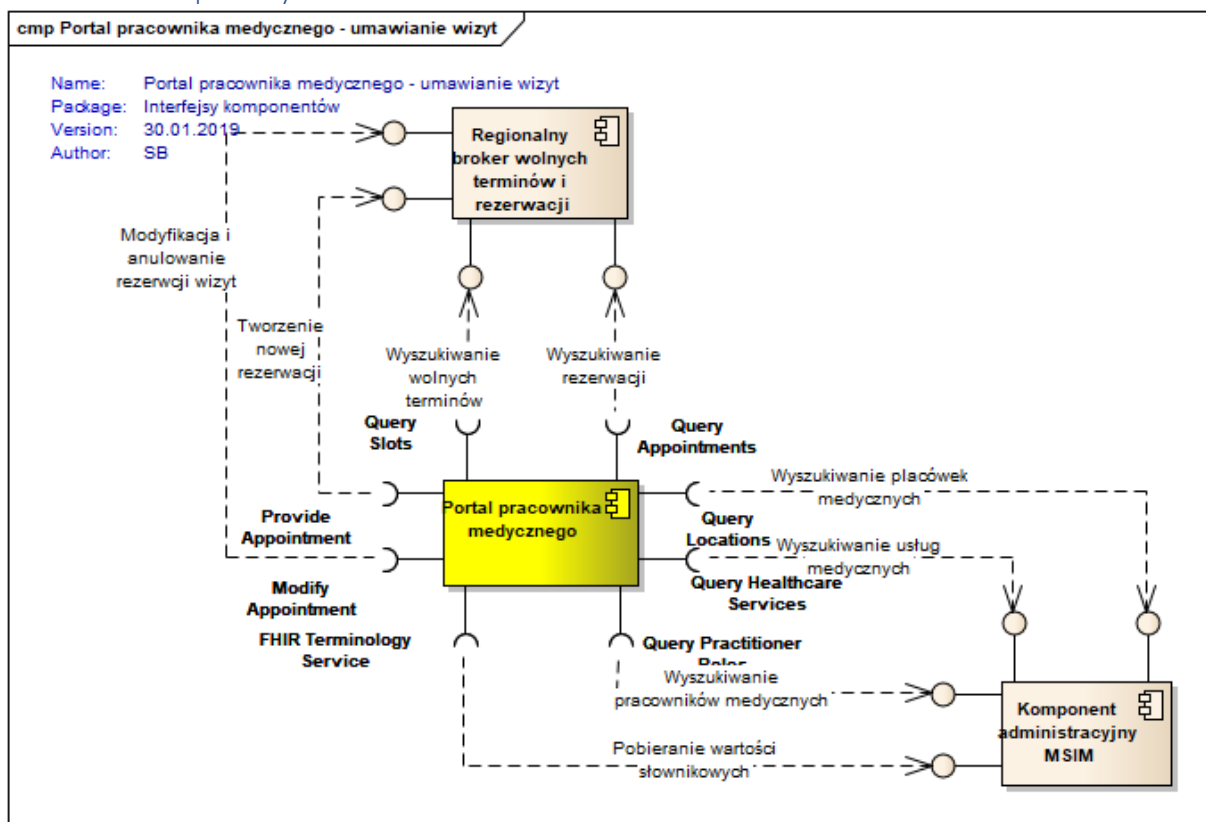 cmp Portal pracownika medycznego - umawianie wizyt
Name: Portal pracownika medycznego - umawianie wizyt
Package: Interfejsy komponentów
Version: 30.01.2019
Author: SB
Regionalny
broker wolnych
terminów i
rezerwacji
Modyfikacja i
anulowanie
rezerwcji wizyt
Tworzenie
nowej
rezerwacji
Wyszukiwanie
wolnych
terminów
Wyszukiwanie
rezerwacji
Query
Slots
Query
Appointments
Wyszukiwanie placówek
medycznych
Portal pracownika
medycznego
Provide
Appointment
Query
Locations
Wyszukiwanie usług
medycznych
Modify
Appointment
Query Healthcare
Services
FHIR Terminology
Service
Query Practitioner
Roles
Wyszukiwanie
pracowników medycznych
Komponent
administracyjny
MSIM
Pobieranie wartości
słownikowych